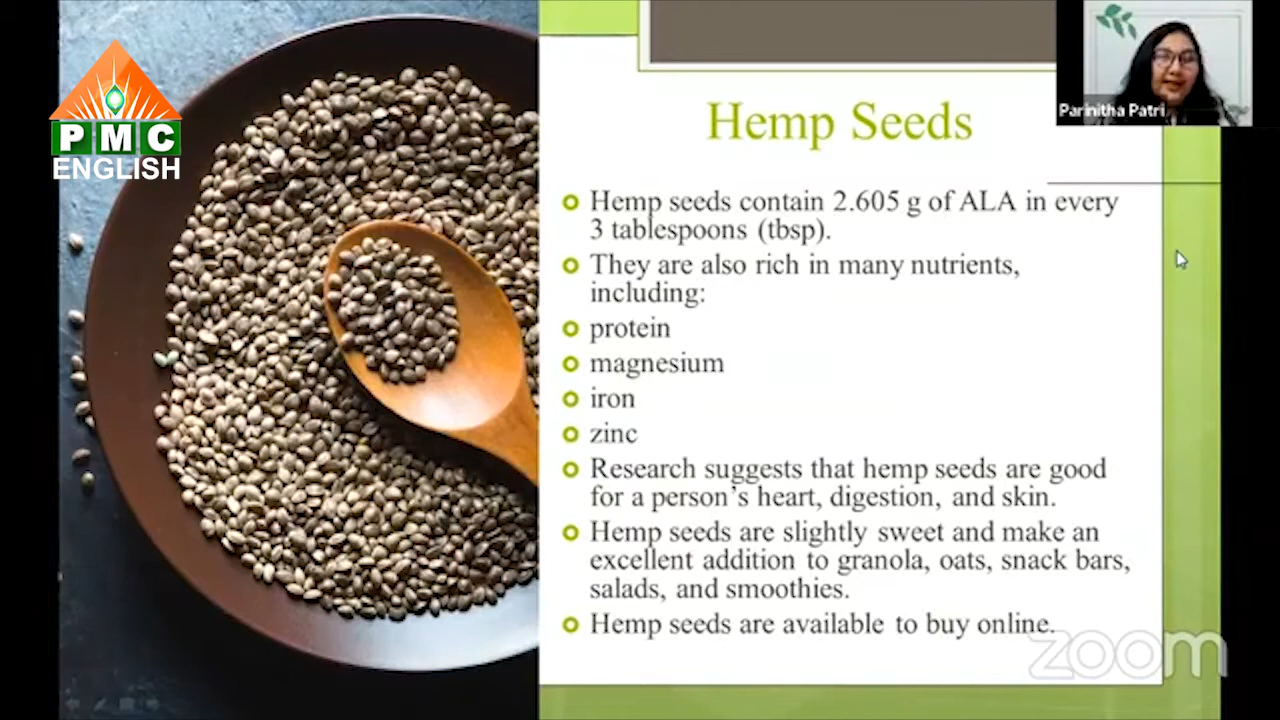 PMC
ENGLISH
Parinitha Patri
Hemp Seeds
Hemp seeds contain 2.605 g of ALA in every
3 tablespoons (tbsp).
They are also rich in many nutrients,
including:
protein
magnesium
iron
zinc
Research suggests that hemp seeds are good
for a person's heart, digestion, and skin.
Hemp seeds are slightly sweet and make an
excellent addition to granola, oats, snack bars,
salads, and smoothies.
Hemp seeds are available to buy online.
zoom